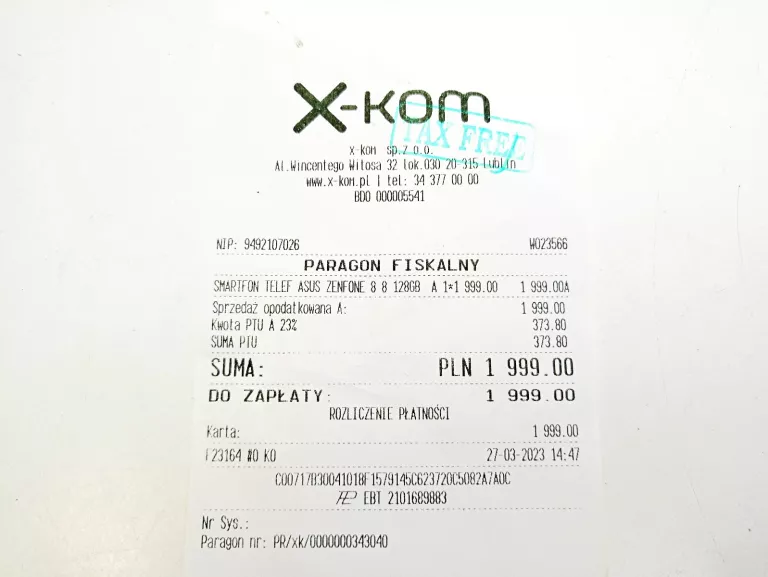 X-KOM
TAX FREE
x-kom sp.z o.o.
Al.Wincentego Witosa 32 lok.030 20-315 Lublin
www.x-kom.pl | tel: 34 377 00 00
BDO 000005541
NIP: 9492107026 W023566
PARAGON FISKALNY
SMARTFON TELEF ASUS ZENFONE 8 8 128GB A 1*1 999.00 1 999.00A
Sprzedaż opodatkowana A: 1 999.00
Kwota PTU A 23% 373.80
SUMA PTU 373.80
SUMA: PLN 1 999.00
DO ZAPŁATY: 1 999.00
ROZLICZENIE PŁATNOŚCI
Karta: 1 999.00
F23164 #0 KO 27-03-2023 14:47
C00717B30041018F1579145C623720C5082A7A0C
EBT 2101689883
Nr Sys.:
Paragon nr: PR/xk/0000000343040